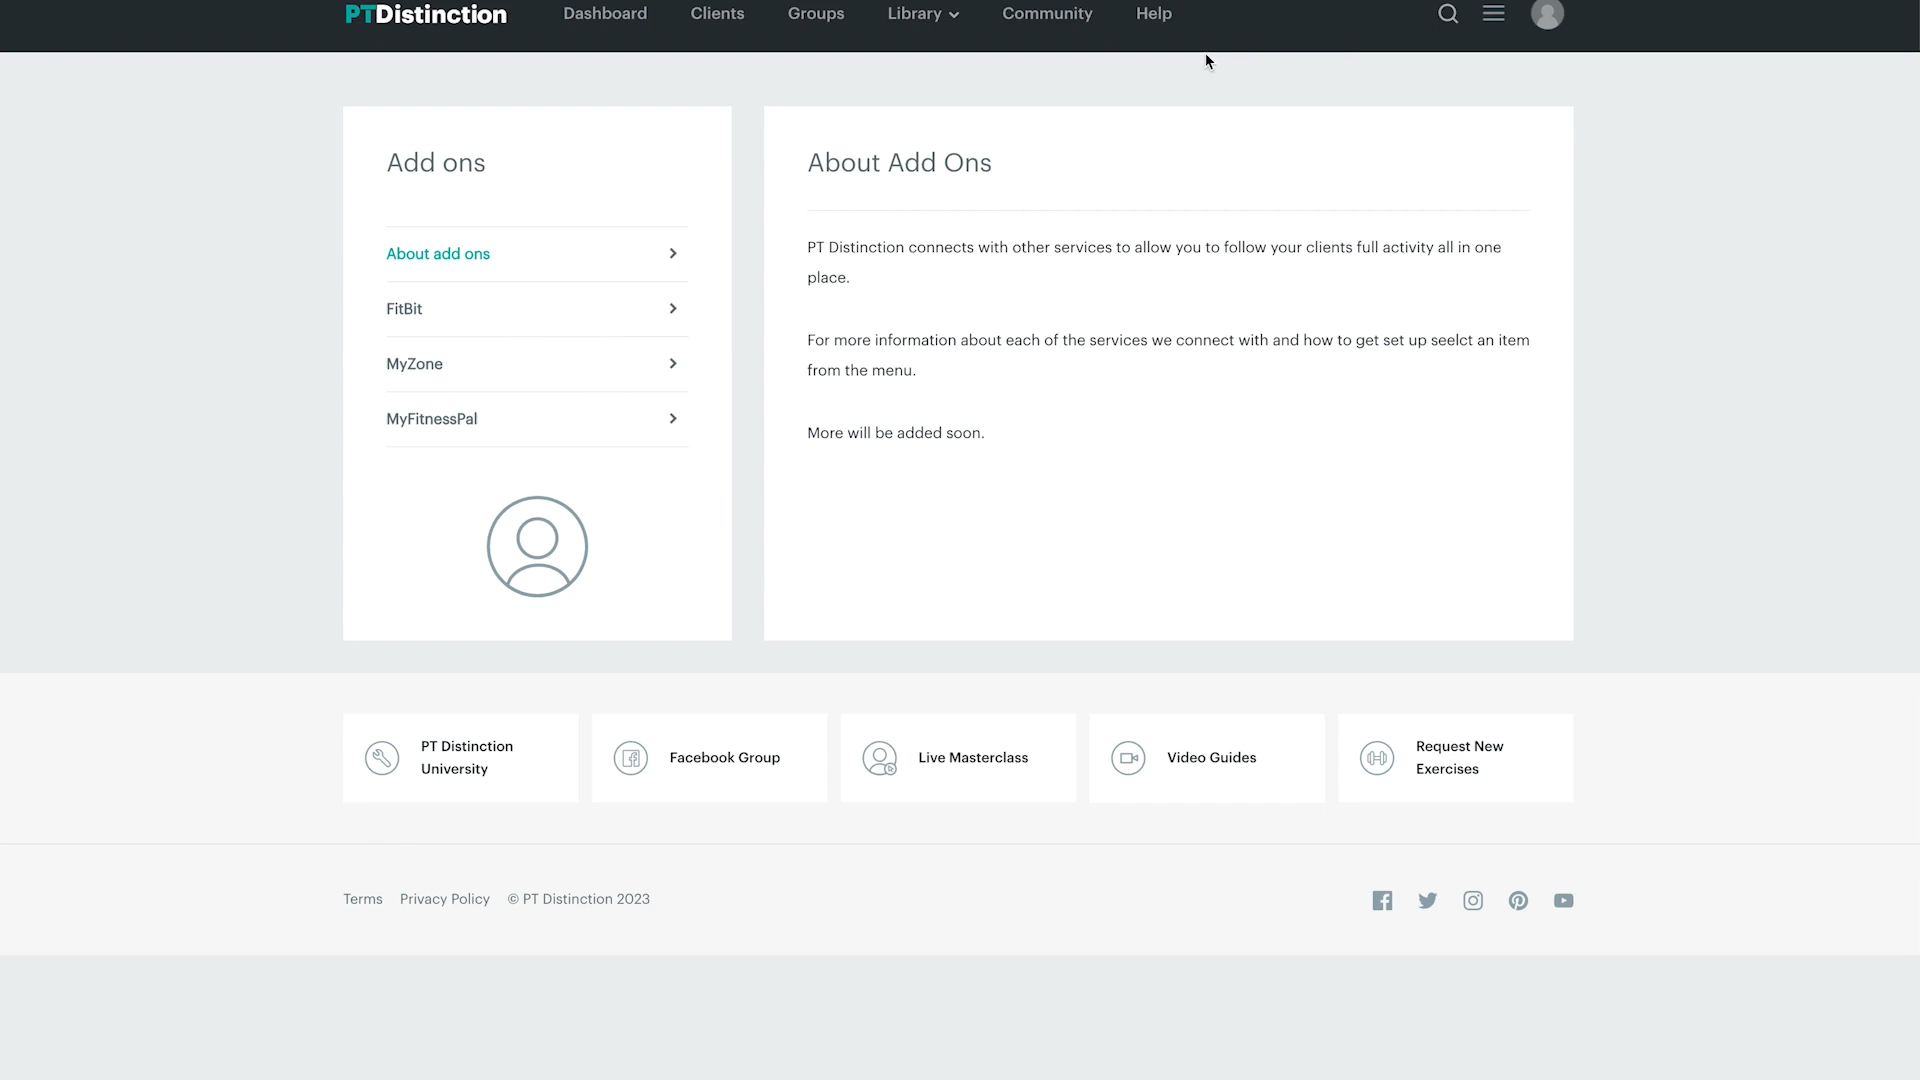 PTDistinction
Dashboard
Clients
Groups
Library
Community
Help
Add ons
About add ons
FitBit
MyZone
MyFitnessPal
About Add Ons
PT Distinction connects with other services to allow you to follow your clients full activity all in one
place.
For more information about each of the services we connect with and how to get set up seelct an item
from the menu.
More will be added soon.
PT Distinction
University
Facebook Group
Live Masterclass
Video Guides
Request New
Exercises
Terms
Privacy Policy
© PT Distinction 2023